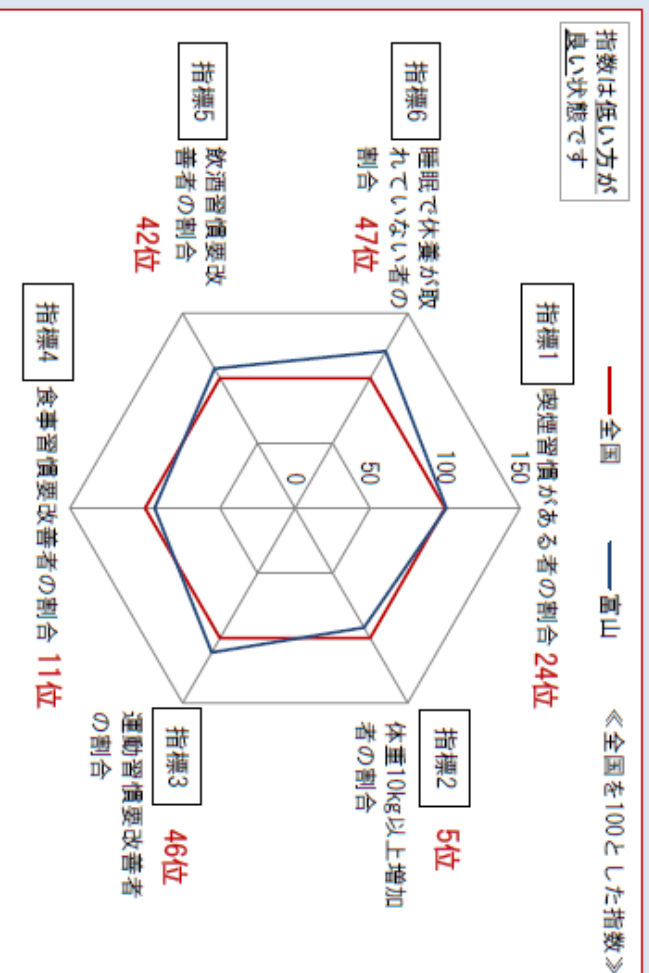 指数は低い方が
良い状態です
全国
富山
≪全国を100とした指数≫
指標1
喫煙習慣がある者の割合 24位
指標6
睡眠で休養が取
れていない者の
割合 47位
指標2
5位
体重10kg以上増加
者の割合
150
100
50
0
指標5
飲酒習慣要改
善者の割合
42位
指標3
46位
運動習慣要改善者
の割合
指標4
食事習慣要改善者の割合 11位